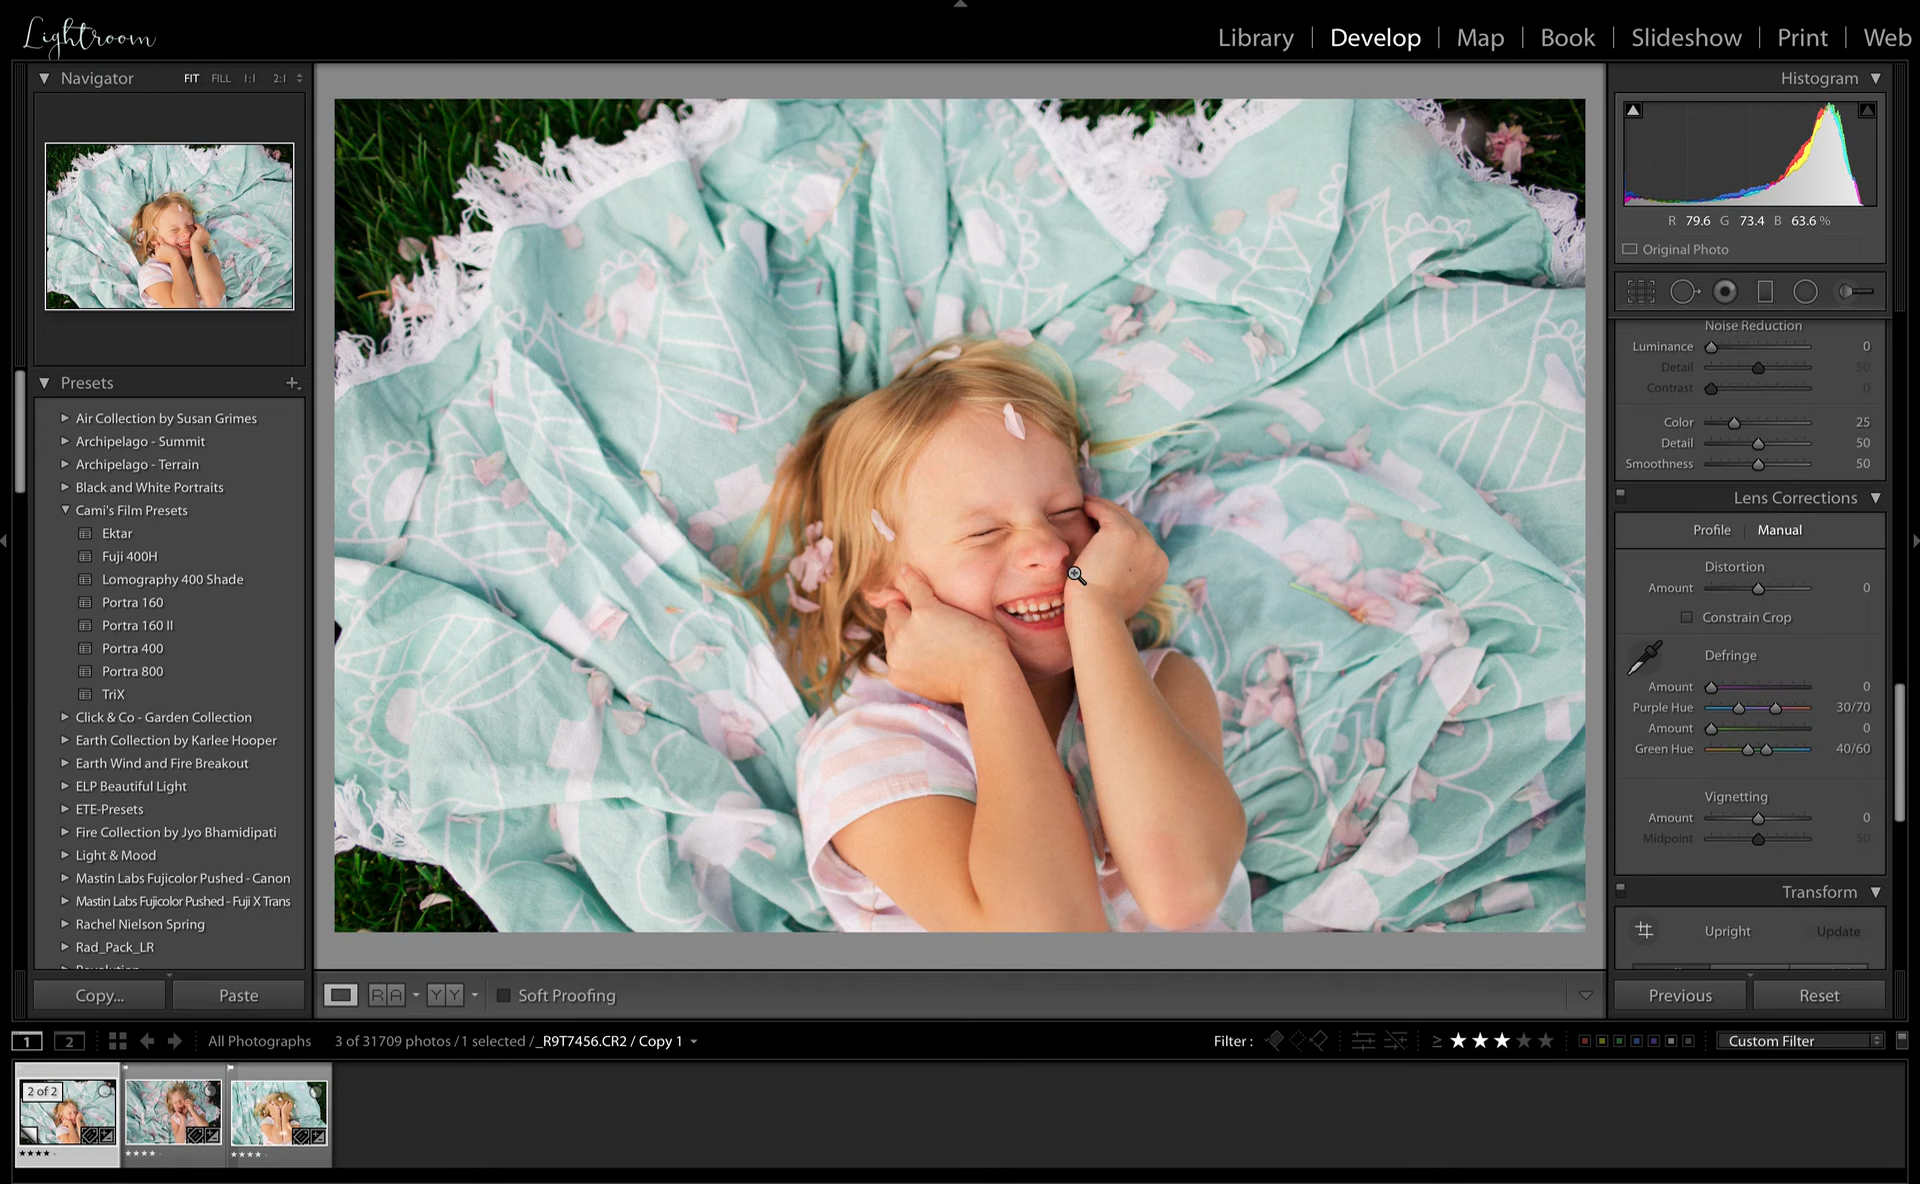 Lightroom
Library | Develop | Map | Book | Slideshow | Print | Web
Navigator FIT FILL 1:1 2:1
Presets +
Air Collection by Susan Grimes
Archipelago - Summit
Archipelago - Terrain
Black and White Portraits
Cami's Film Presets
Ektar
Fuji 400H
Lomography 400 Shade
Portra 160
Portra 160 II
Portra 400
Portra 800
TriX
Click & Co - Garden Collection
Earth Collection by Karlee Hooper
Earth Wind and Fire Breakout
ELP Beautiful Light
ETE-Presets
Fire Collection by Jyo Bhamidipati
Light & Mood
Mastin Labs Fujicolor Pushed - Canon
Mastin Labs Fujicolor Pushed - Fuji X Trans
Rachel Nielson Spring
Rad_Pack_LR
Copy... Paste
Histogram
R 79.6 G 73.4 B 63.6 %
Original Photo
Noise Reduction
Luminance 0
Detail 50
Contrast 0
Color 25
Detail 50
Smoothness 50
Lens Corrections
Profile | Manual
Distortion
Amount 0
Constrain Crop
Defringe
Amount 0
Purple Hue 30/70
Amount 0
Green Hue 40/60
Vignetting
Amount 0
Midpoint 50
Transform
Upright Update
Previous Reset
R A Y Y Soft Proofing
1 2 All Photographs 3 of 31709 photos / 1 selected / _R9T7456.CR2 / Copy 1
Filter : ≥ ★★★★★ Custom Filter
2 of 2